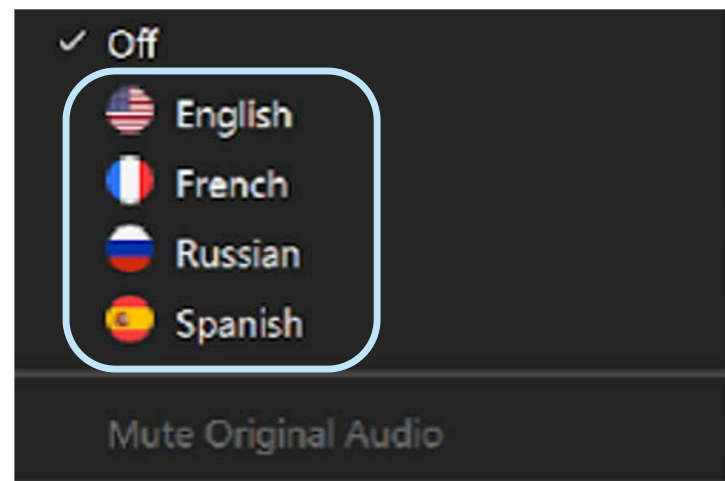 Off
English
French
Russian
Spanish
Mute Original Audio